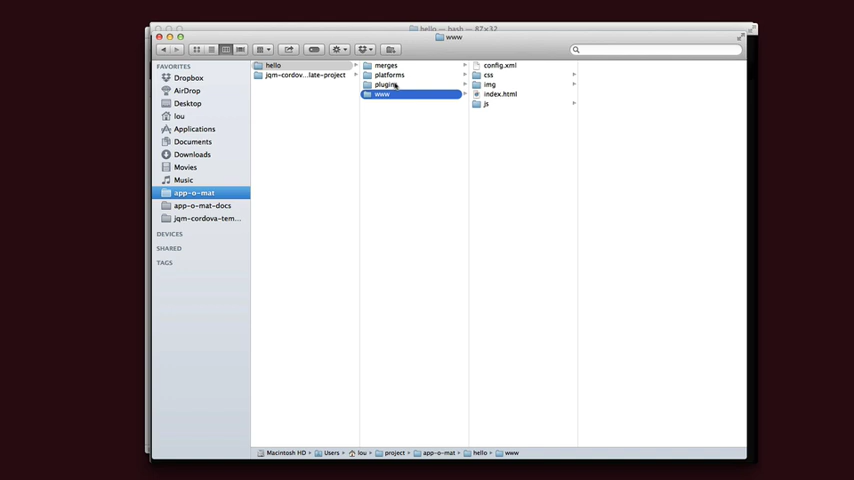 hello — bash — 87×32
www
FAVORITES
Dropbox
AirDrop
Desktop
lou
Applications
Documents
Downloads
Movies
Music
app-o-mat
app-o-mat-docs
jqm-cordova-tem...
DEVICES
SHARED
TAGS
hello
jqm-cordov...late-project
merges
platforms
plugins
www
config.xml
css
img
index.html
js
Macintosh HD
Users
lou
project
app-o-mat
hello
www